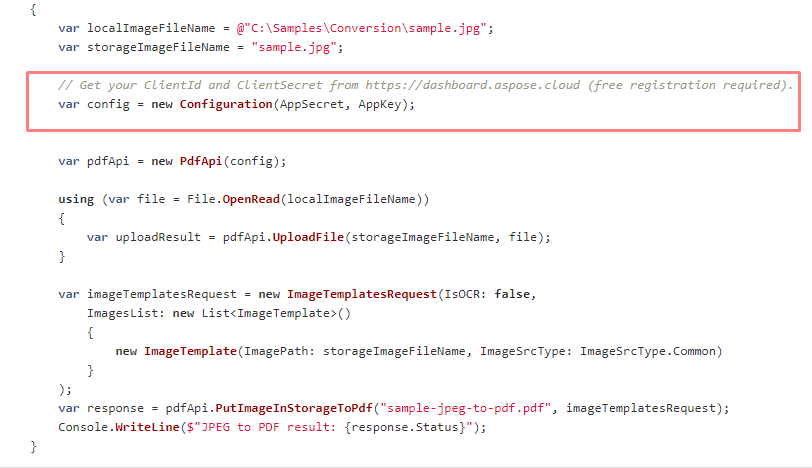 {
var localImageFileName = @"C:\Samples\Conversion\sample.jpg";
var storageImageFileName = "sample.jpg";
// Get your ClientId and ClientSecret from https://dashboard.aspose.cloud (free registration required).
var config = new Configuration(AppSecret, AppKey);
var pdfApi = new PdfApi(config);
using (var file = File.OpenRead(localImageFileName))
{
var uploadResult = pdfApi.UploadFile(storageImageFileName, file);
}
var imageTemplatesRequest = new ImageTemplatesRequest(IsOCR: false,
ImagesList: new List<ImageTemplate>()
{
new ImageTemplate(ImagePath: storageImageFileName, ImageSrcType: ImageSrcType.Common)
}
);
var response = pdfApi.PutImageInStorageToPdf("sample-jpeg-to-pdf.pdf", imageTemplatesRequest);
Console.WriteLine($"JPEG to PDF result: {response.Status}");
}